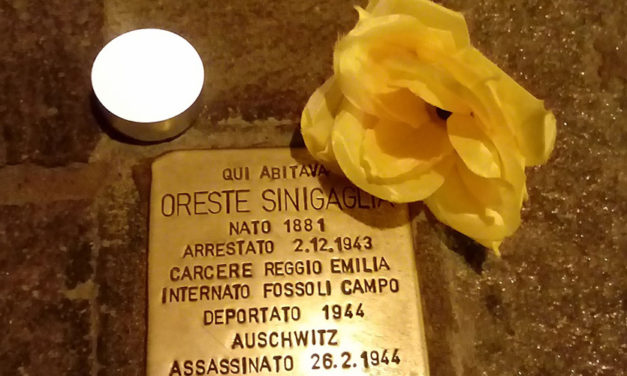 QUI ABITAVA
ORESTE SINIGAGLIA
NATO 1881
ARRESTATO 2.12.1943
CARCERE REGGIO EMILIA
INTERNATO FOSSOLI CAMPO
DEPORTATO 1944
AUSCHWITZ
ASSASSINATO 26.2.1944